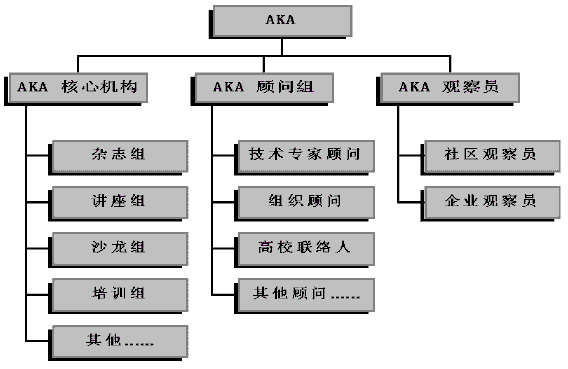 AKA
AKA 核心机构
AKA 顾问组
AKA 观察员
杂志组
技术专家顾问
社区观察员
讲座组
组织顾问
企业观察员
沙龙组
高校联络人
培训组
其他顾问……
其他……